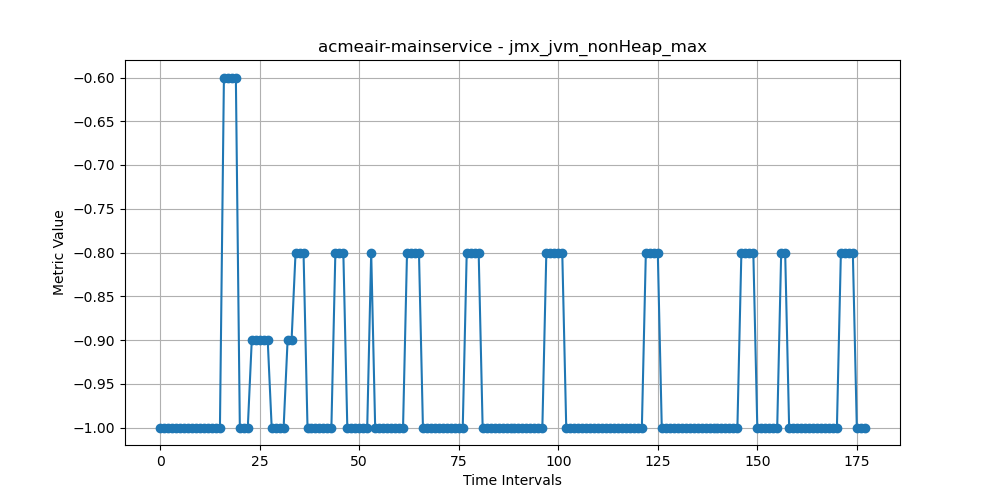 acmeair-mainservice - jmx_jvm_nonHeap_max
Metric Value
−0.60
−0.65
−0.70
−0.75
−0.80
−0.85
−0.90
−0.95
−1.00
0 25 50 75 100 125 150 175
Time Intervals